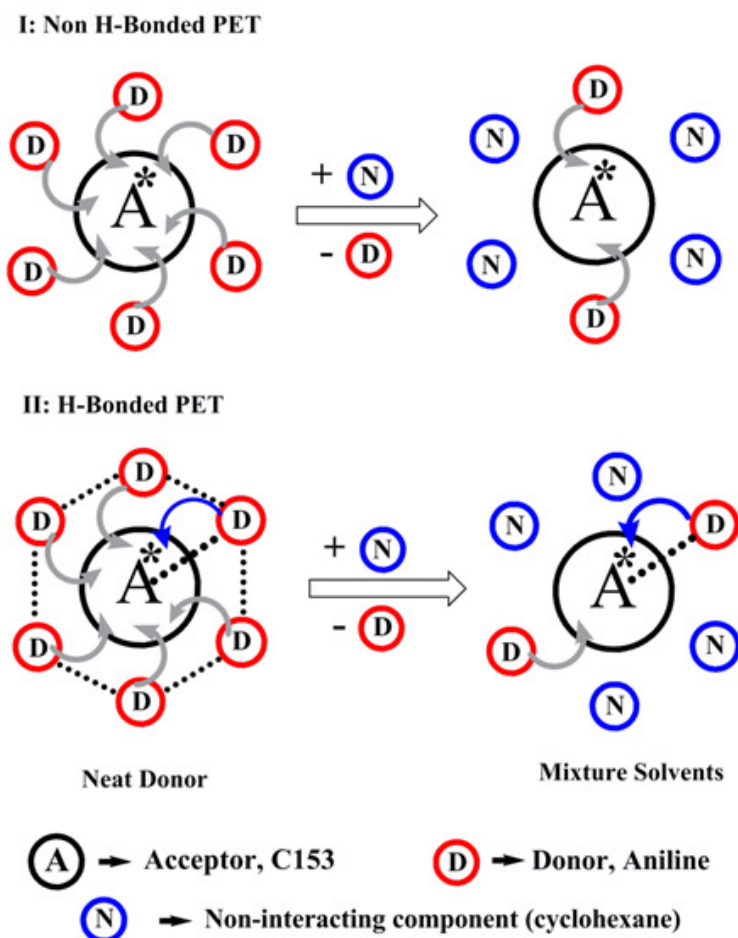 I: Non H-Bonded PET
D
D D
A*
D D
D
+ N
- D
D
N N
A*
N N
D
II: H-Bonded PET
D
D D
A*
D D
D
+ N
- D
N
N D
A*
D N
N
Neat Donor
Mixture Solvents
A Acceptor, C153
D Donor, Aniline
N Non-interacting component (cyclohexane)